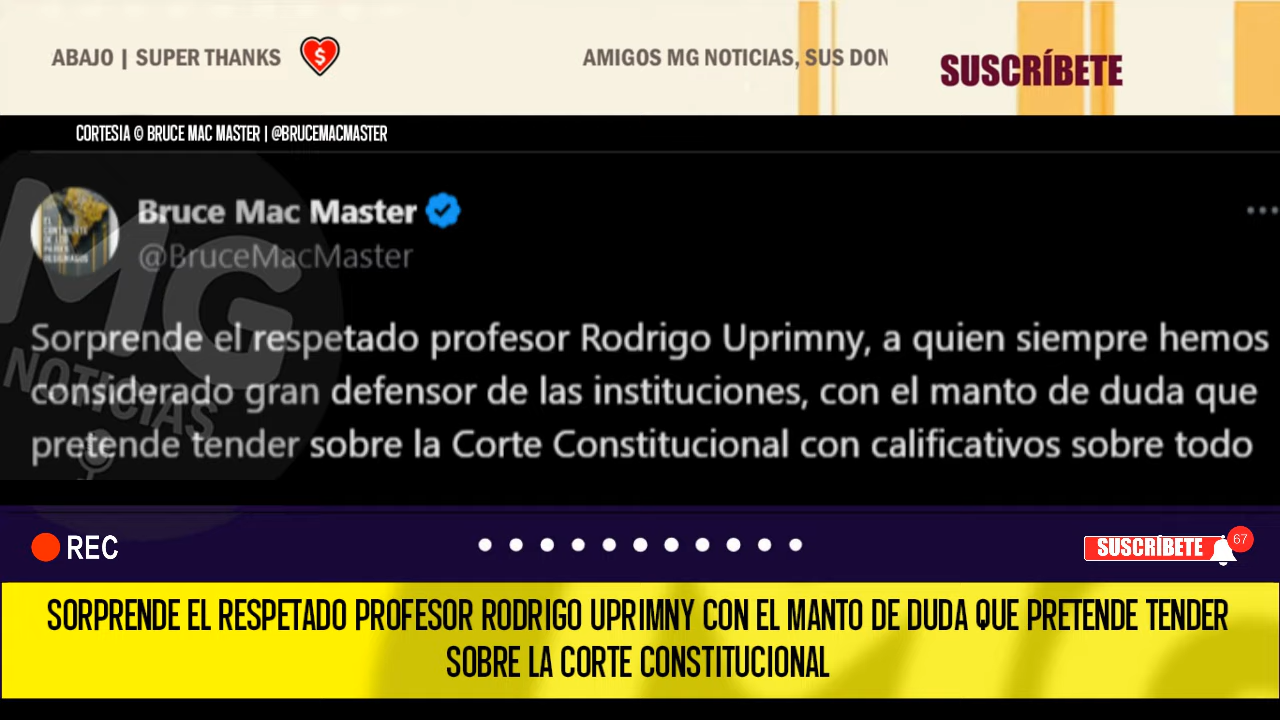 ABAJO | SUPER THANKS
AMIGOS MG NOTICIAS, SUS DON
SUSCRÍBETE
CORTESIA © BRUCE MAC MASTER | @BRUCEMACMASTER
Bruce Mac Master
@BruceMacMaster
Sorprende el respetado profesor Rodrigo Uprimny, a quien siempre hemos
considerado gran defensor de las instituciones, con el manto de duda que
pretende tender sobre la Corte Constitucional con calificativos sobre todo
MG
NOTICIAS
REC
SUSCRÍBETE
67
SORPRENDE EL RESPETADO PROFESOR RODRIGO UPRIMNY CON EL MANTO DE DUDA QUE PRETENDE TENDER
SOBRE LA CORTE CONSTITUCIONAL